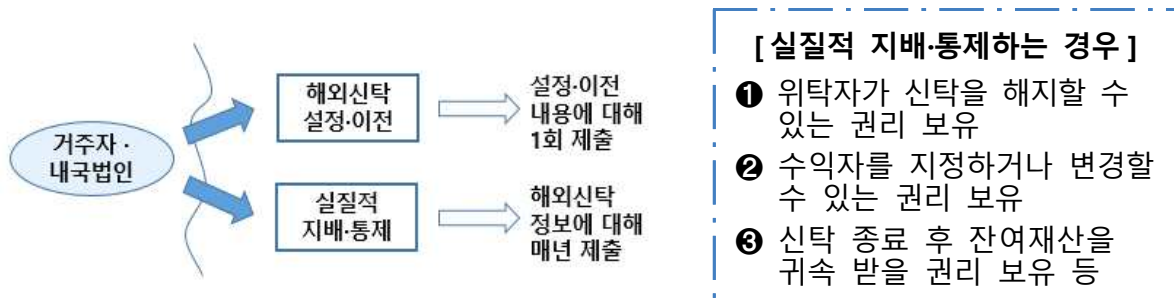 거주자 ·
내국법인
해외신탁
설정·이전
설정·이전
내용에 대해
1회 제출
실질적
지배·통제
해외신탁
정보에 대해
매년 제출
[ 실질적 지배·통제하는 경우 ]
❶ 위탁자가 신탁을 해지할 수
있는 권리 보유
❷ 수익자를 지정하거나 변경할
수 있는 권리 보유
❸ 신탁 종료 후 잔여재산을
귀속 받을 권리 보유 등